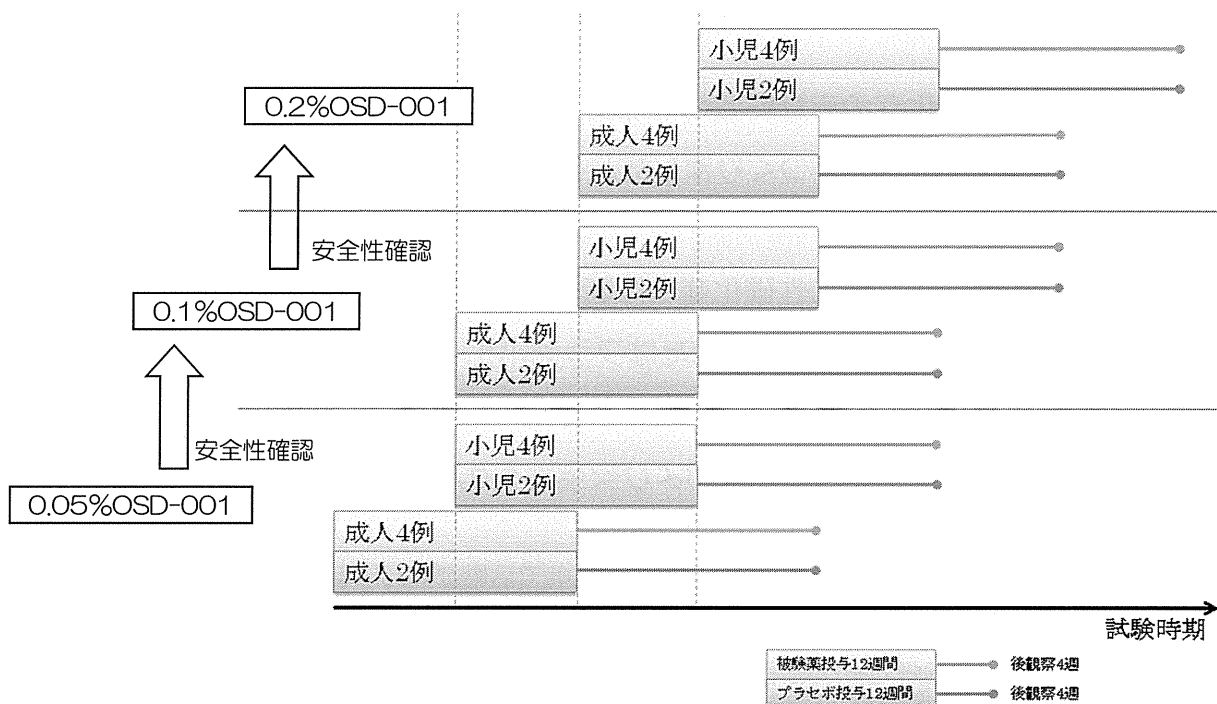 小児4例
小児2例
0.2%OSD-001
成人4例
成人2例
安全性確認
小児4例
小児2例
0.1%OSD-001
成人4例
成人2例
安全性確認
小児4例
小児2例
0.05%OSD-001
成人4例
成人2例
試験時期
被験薬投与12週間 後観察4週
プラセボ投与12週間 後観察4週